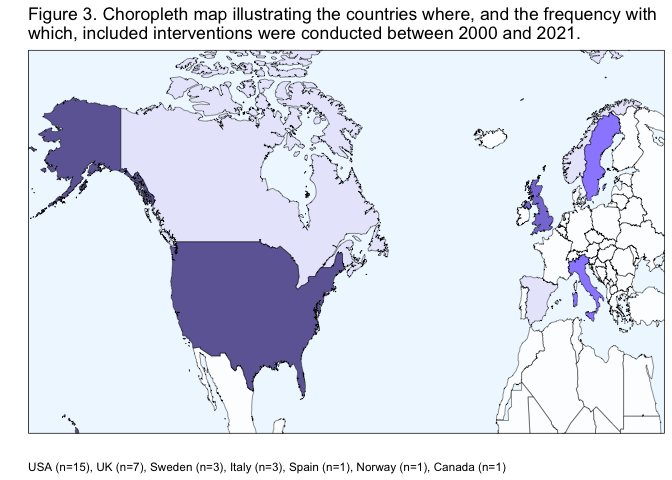 Figure 3. Choropleth map illustrating the countries where, and the frequency with
which, included interventions were conducted between 2000 and 2021.
USA (n=15), UK (n=7), Sweden (n=3), Italy (n=3), Spain (n=1), Norway (n=1), Canada (n=1)